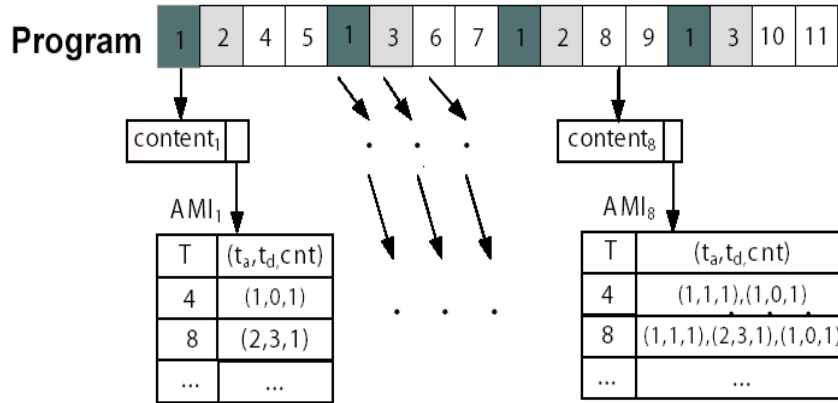 Program 1 2 4 5 1 3 6 7 1 2 8 9 1 3 10 11
content1 content8
AMI1 AMI8
T (ta,td,cnt) T (ta,td,cnt)
4 (1,0,1) 4 (1,1,1),(1,0,1)
8 (2,3,1) 8 (1,1,1),(2,3,1),(1,0,1)
... ... ... ...